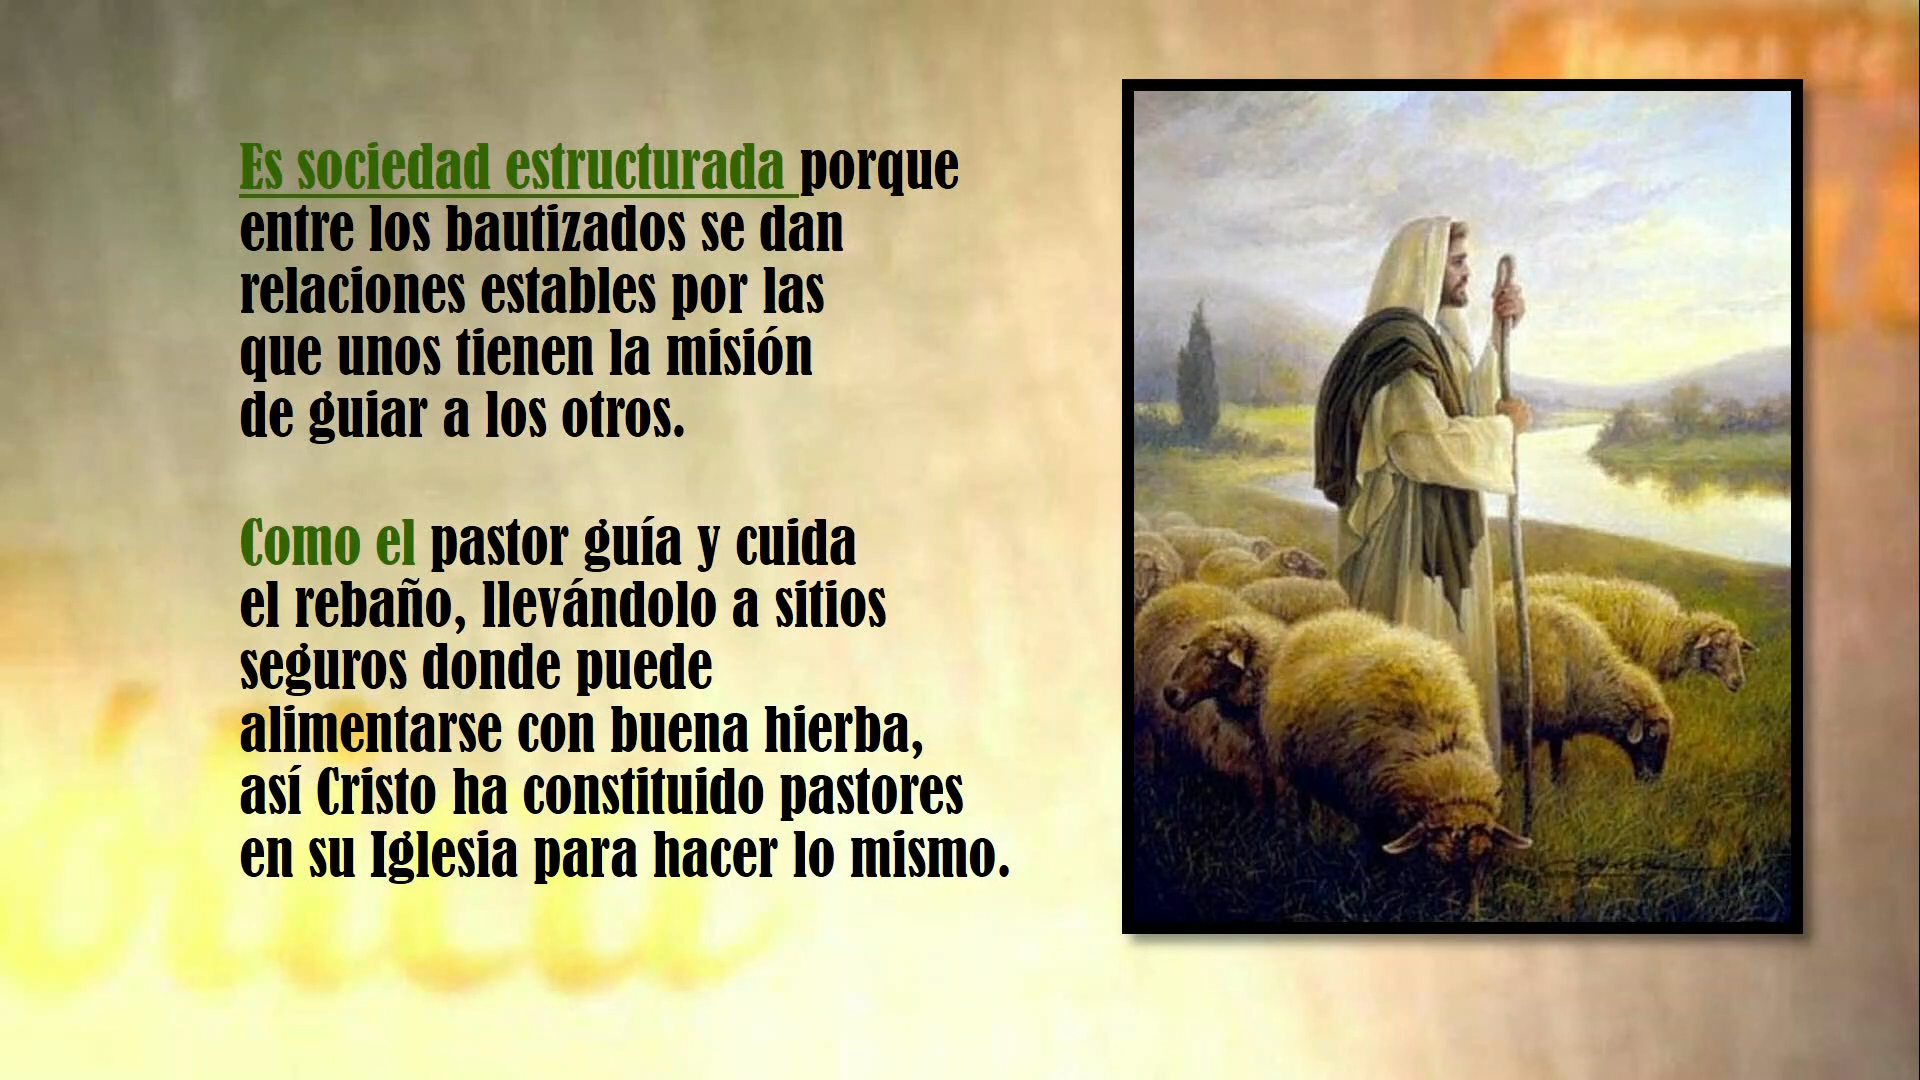 Es sociedad estructurada porque
entre los bautizados se dan
relaciones estables por las
que unos tienen la misión
de guiar a los otros.
Como el pastor guía y cuida
el rebaño, llevándolo a sitios
seguros donde puede
alimentarse con buena hierba,
así Cristo ha constituido pastores
en su Iglesia para hacer lo mismo.